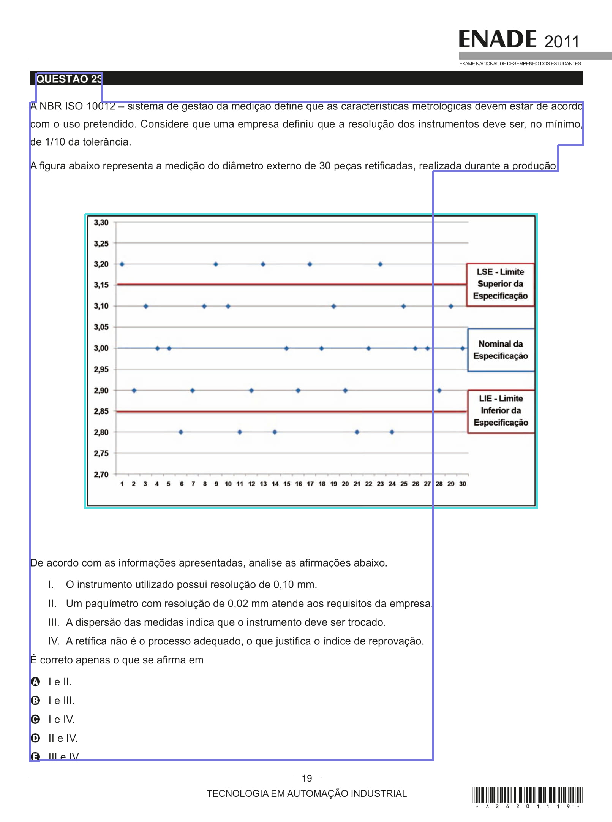 ENADE 2011
EXAME NACIONAL DE DESEMPENHO DOS ESTUDANTES
QUESTÃO 23
A NBR ISO 10012 – sistema de gestão da medição define que as características metrológicas devem estar de acordo
com o uso pretendido. Considere que uma empresa definiu que a resolução dos instrumentos deve ser, no mínimo,
de 1/10 da tolerância.
A figura abaixo representa a medição do diâmetro externo de 30 peças retificadas, realizada durante a produção.
3,30
3,25
3,20
3,15
3,10
3,05
3,00
2,95
2,90
2,85
2,80
2,75
2,70
LSE - Limite
Superior da
Especificação
Nominal da
Especificação
LIE - Limite
Inferior da
Especificação
1 2 3 4 5 6 7 8 9 10 11 12 13 14 15 16 17 18 19 20 21 22 23 24 25 26 27 28 29 30
De acordo com as informações apresentadas, analise as afirmações abaixo.
I. O instrumento utilizado possui resolução de 0,10 mm.
II. Um paquímetro com resolução de 0,02 mm atende aos requisitos da empresa.
III. A dispersão das medidas indica que o instrumento deve ser trocado.
IV. A retífica não é o processo adequado, o que justifica o índice de reprovação.
É correto apenas o que se afirma em
A I e II.
B I e III.
C I e IV.
D II e IV.
E III e IV.
19
TECNOLOGIA EM AUTOMAÇÃO INDUSTRIAL